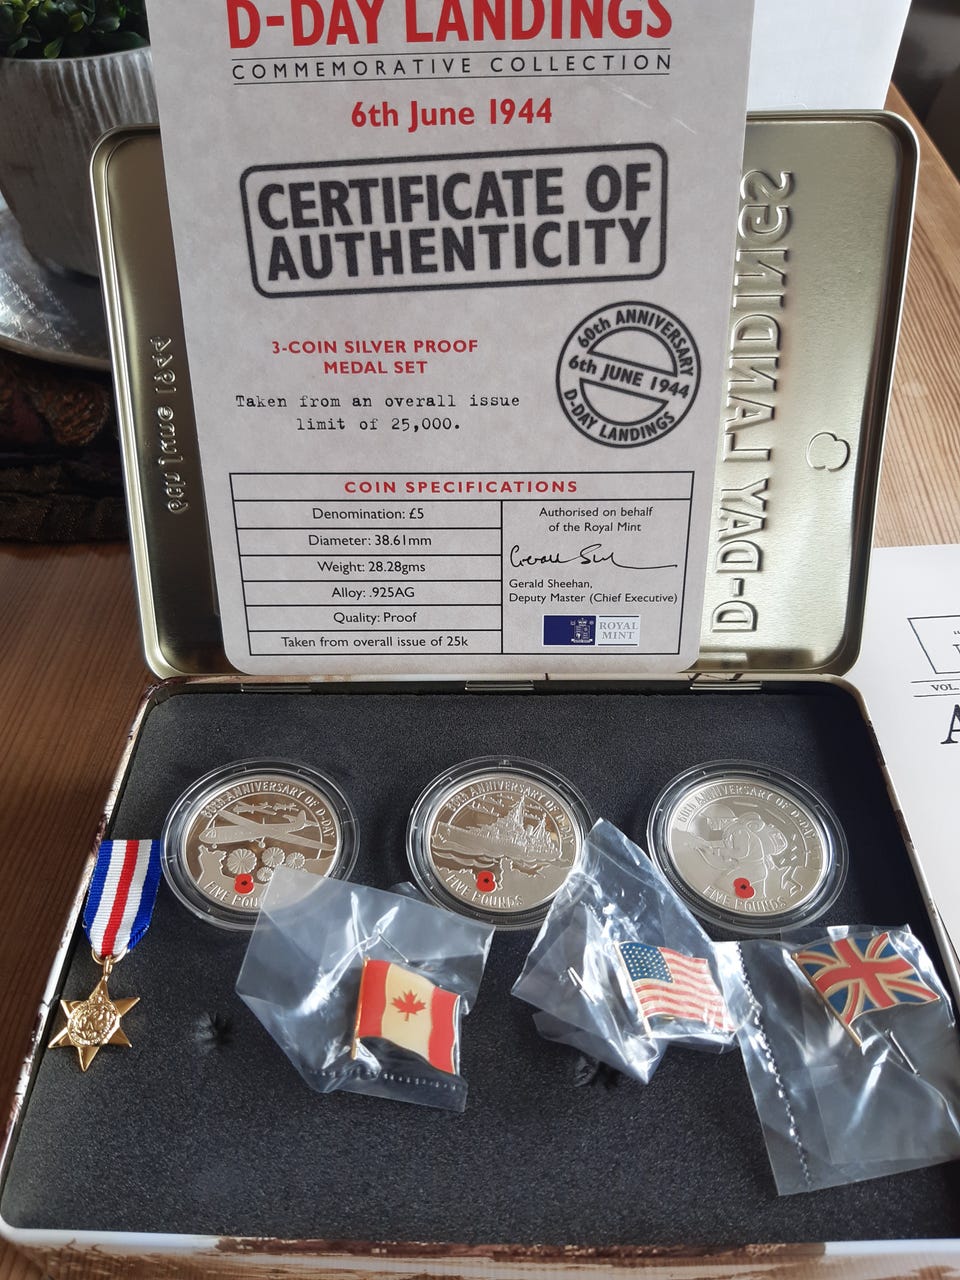 D-DAY LANDINGS
COMMEMORATIVE COLLECTION
6th June 1944
CERTIFICATE OF
AUTHENTICITY
3-COIN SILVER PROOF
MEDAL SET
Taken from an overall issue
limit of 25,000.
60th ANNIVERSARY
6th JUNE 1944
D-DAY LANDINGS
COIN SPECIFICATIONS
Denomination: £5
Diameter: 38.61mm
Weight: 28.28gms
Alloy: .925AG
Quality: Proof
Taken from overall issue of 25k
Authorised on behalf
of the Royal Mint
Gerald Sheehan,
Deputy Master (Chief Executive)
ROYAL
MINT
D-DAY LANDINGS
6th June 1944
VOL.
A
60TH ANNIVERSARY OF D-DAY
FIVE POUNDS
60TH ANNIVERSARY OF D-DAY
FIVE POUNDS
60TH ANNIVERSARY OF D-DAY
FIVE POUNDS